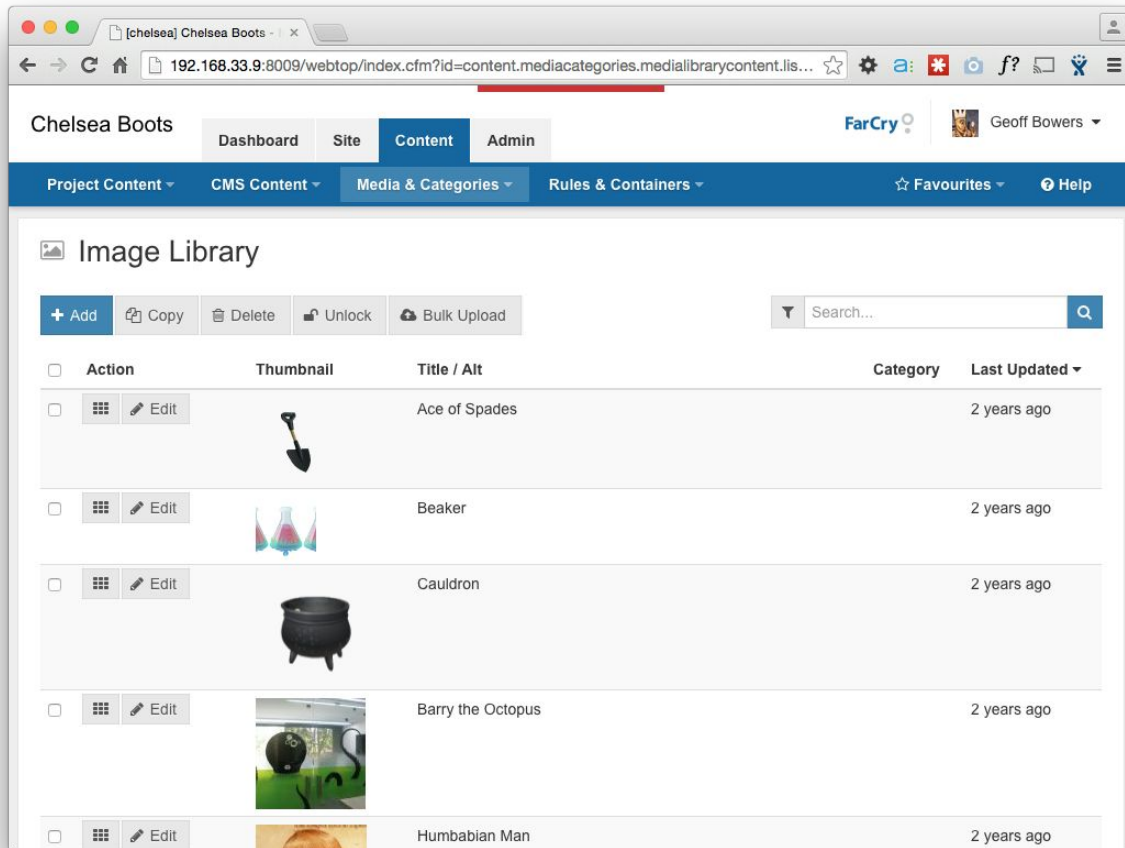 [chelsea] Chelsea Boots -
192.168.33.9:8009/webtop/index.cfm?id=content.mediacategories.medialibrarycontent.lis...
Chelsea Boots
Dashboard Site Content Admin
FarCry
Geoff Bowers
Project Content CMS Content Media & Categories Rules & Containers Favourites Help
Image Library
Add Copy Delete Unlock Bulk Upload Search...
Action Thumbnail Title / Alt Category Last Updated
Edit Ace of Spades 2 years ago
Edit Beaker 2 years ago
Edit Cauldron 2 years ago
Edit Barry the Octopus 2 years ago
Edit Humbabian Man 2 years ago